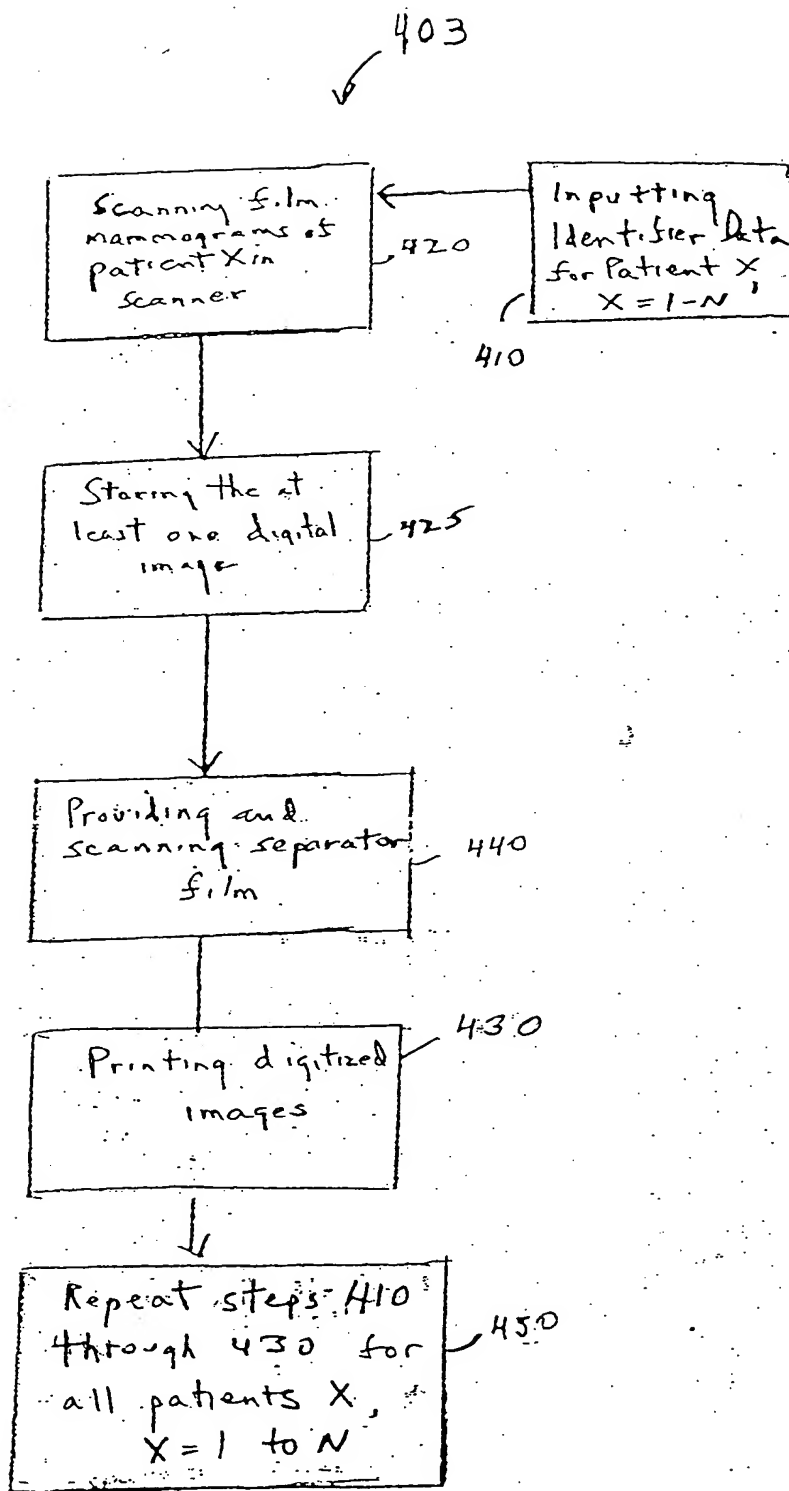 403
Scanning film
mammograms of
patient X in
scanner
420
Inputting
Identifier Data
for Patient X,
X = 1-N
410
Storing the at
least one digital
image
425
Providing and
scanning separator
film
440
Printing digitized
images
430
Repeat steps 410
through 430 for
all patients X,
X = 1 to N
450